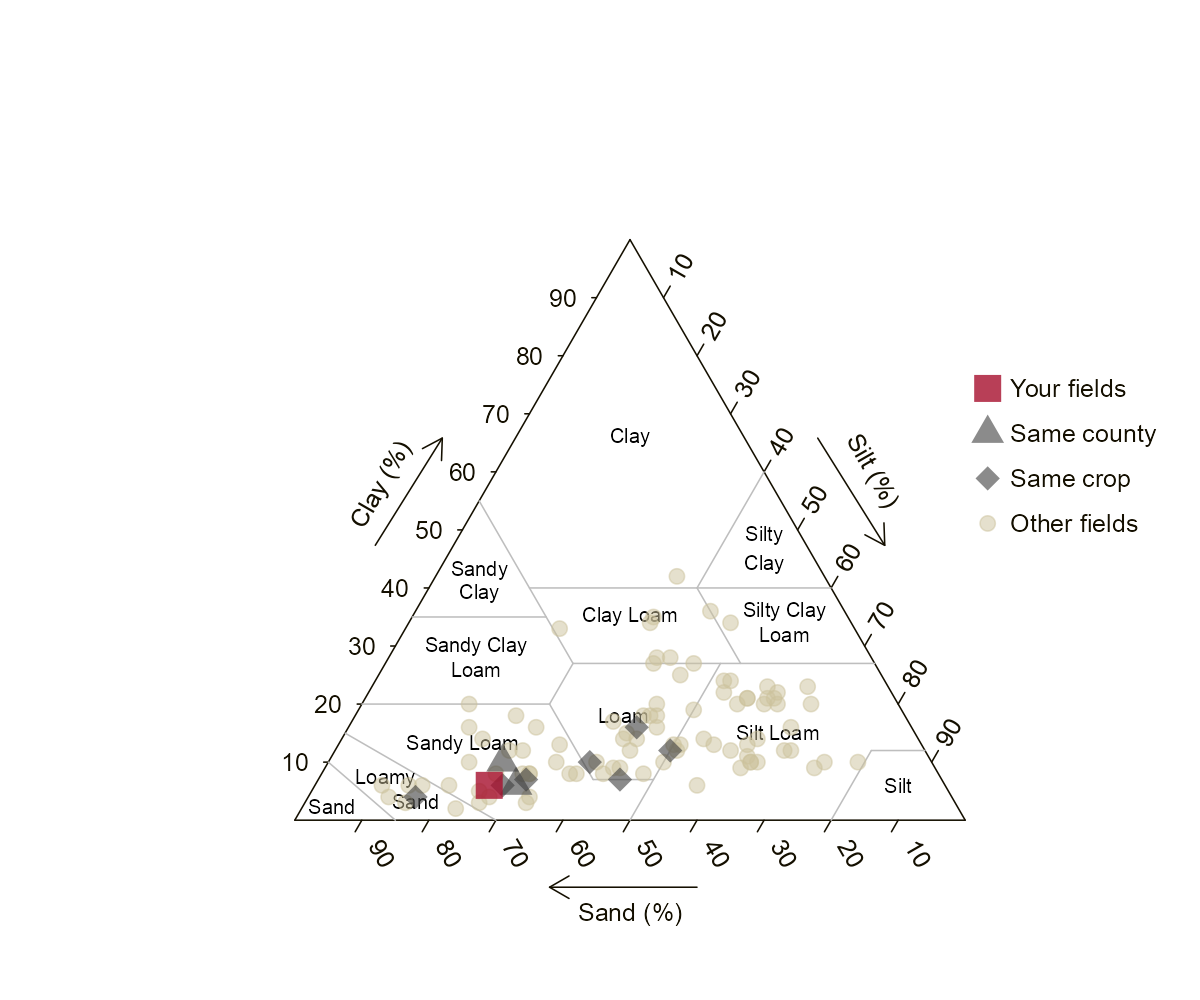 10
90
20
80
30
70
Your fields
Clay
40
Same county
60
Clay (%)
Silt (%)
Same crop
50
50
Other fields
Silty
Clay
60
Sandy
Clay
40
Clay Loam
Silty Clay
Loam
70
30
Sandy Clay
Loam
80
20
Loam
Silt Loam
90
Sandy Loam
10
Loamy
Sand
Sand
Silt
90
80
70
60
50
40
30
20
10
Sand (%)